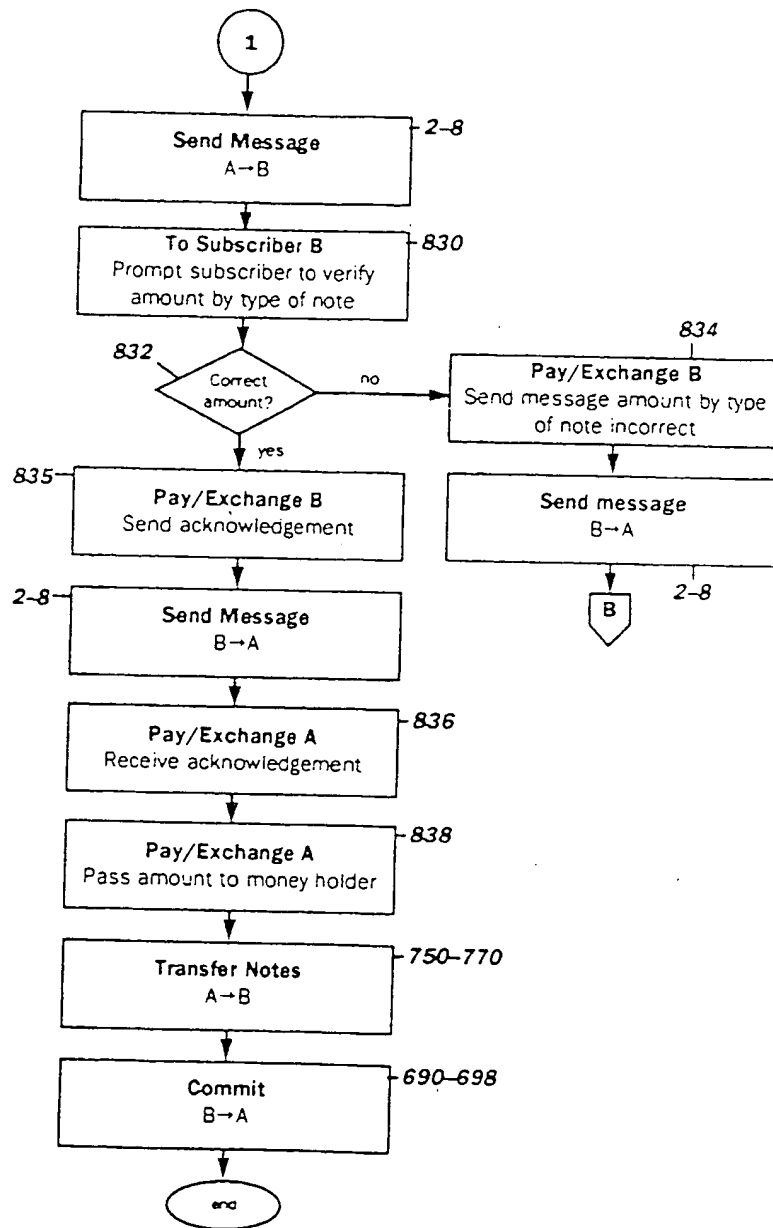 1
Send Message
A→B
2-8
To Subscriber B
Prompt subscriber to verify
amount by type of note
830
832
Correct
amount?
no
yes
834
Pay/Exchange B
Send message amount by type
of note incorrect
Send message
B→A
2-8
B
835
Pay/Exchange B
Send acknowledgement
2-8
Send Message
B→A
Pay/Exchange A
Receive acknowledgement
836
Pay/Exchange A
Pass amount to money holder
838
Transfer Notes
A→B
750-770
Commit
B→A
690-698
end